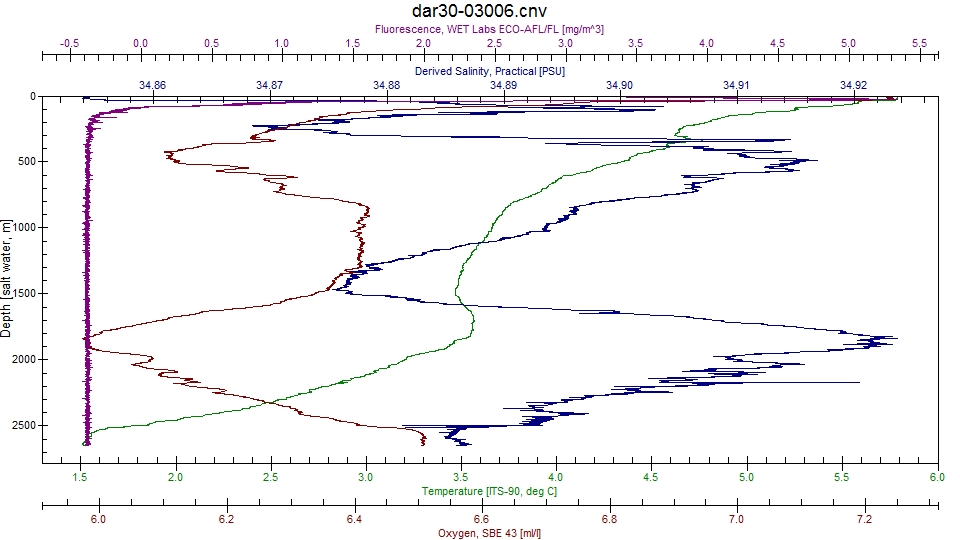 dar30-03006.cnv
Fluorescence, WET Labs ECO-AFL/FL [mg/m^3]
-0.5 0.0 0.5 1.0 1.5 2.0 2.5 3.0 3.5 4.0 4.5 5.0 5.5
Derived Salinity, Practical [PSU]
34.86 34.87 34.88 34.89 34.90 34.91 34.92
0
500
1000
1500
2000
2500
Depth [salt water, m]
1.5 2.0 2.5 3.0 3.5 4.0 4.5 5.0 5.5 6.0
Temperature [ITS-90, deg C]
6.0 6.2 6.4 6.6 6.8 7.0 7.2
Oxygen, SBE 43 [ml/l]